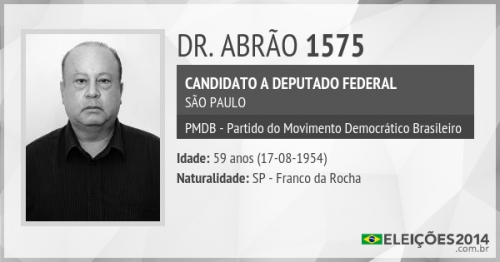 DR. ABRÃO 1575
CANDIDATO A DEPUTADO FEDERAL
SÃO PAULO
PMDB - Partido do Movimento Democrático Brasileiro
Idade: 59 anos (17-08-1954)
Naturalidade: SP - Franco da Rocha
ELEIÇÕES2014
.com.br